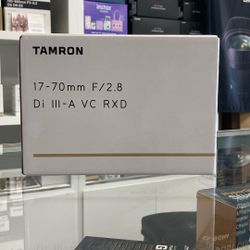 TAMRON
17-70mm F/2.8
Di III-A VC RXD